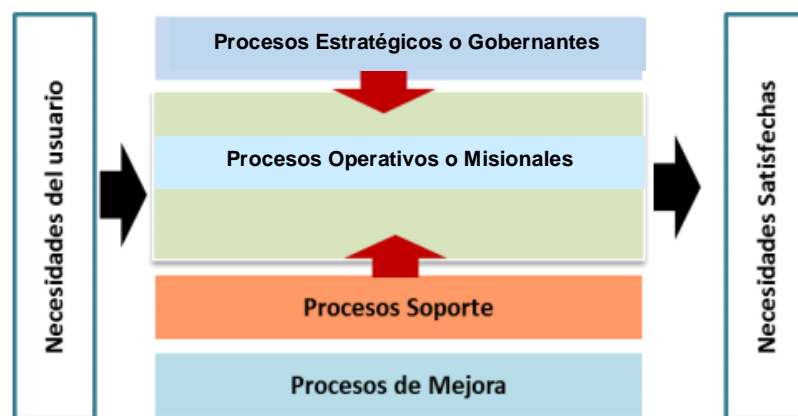 Necesidades del usuario
Procesos Estratégicos o Gobernantes
Procesos Operativos o Misionales
Procesos Soporte
Procesos de Mejora
Necesidades Satisfechas